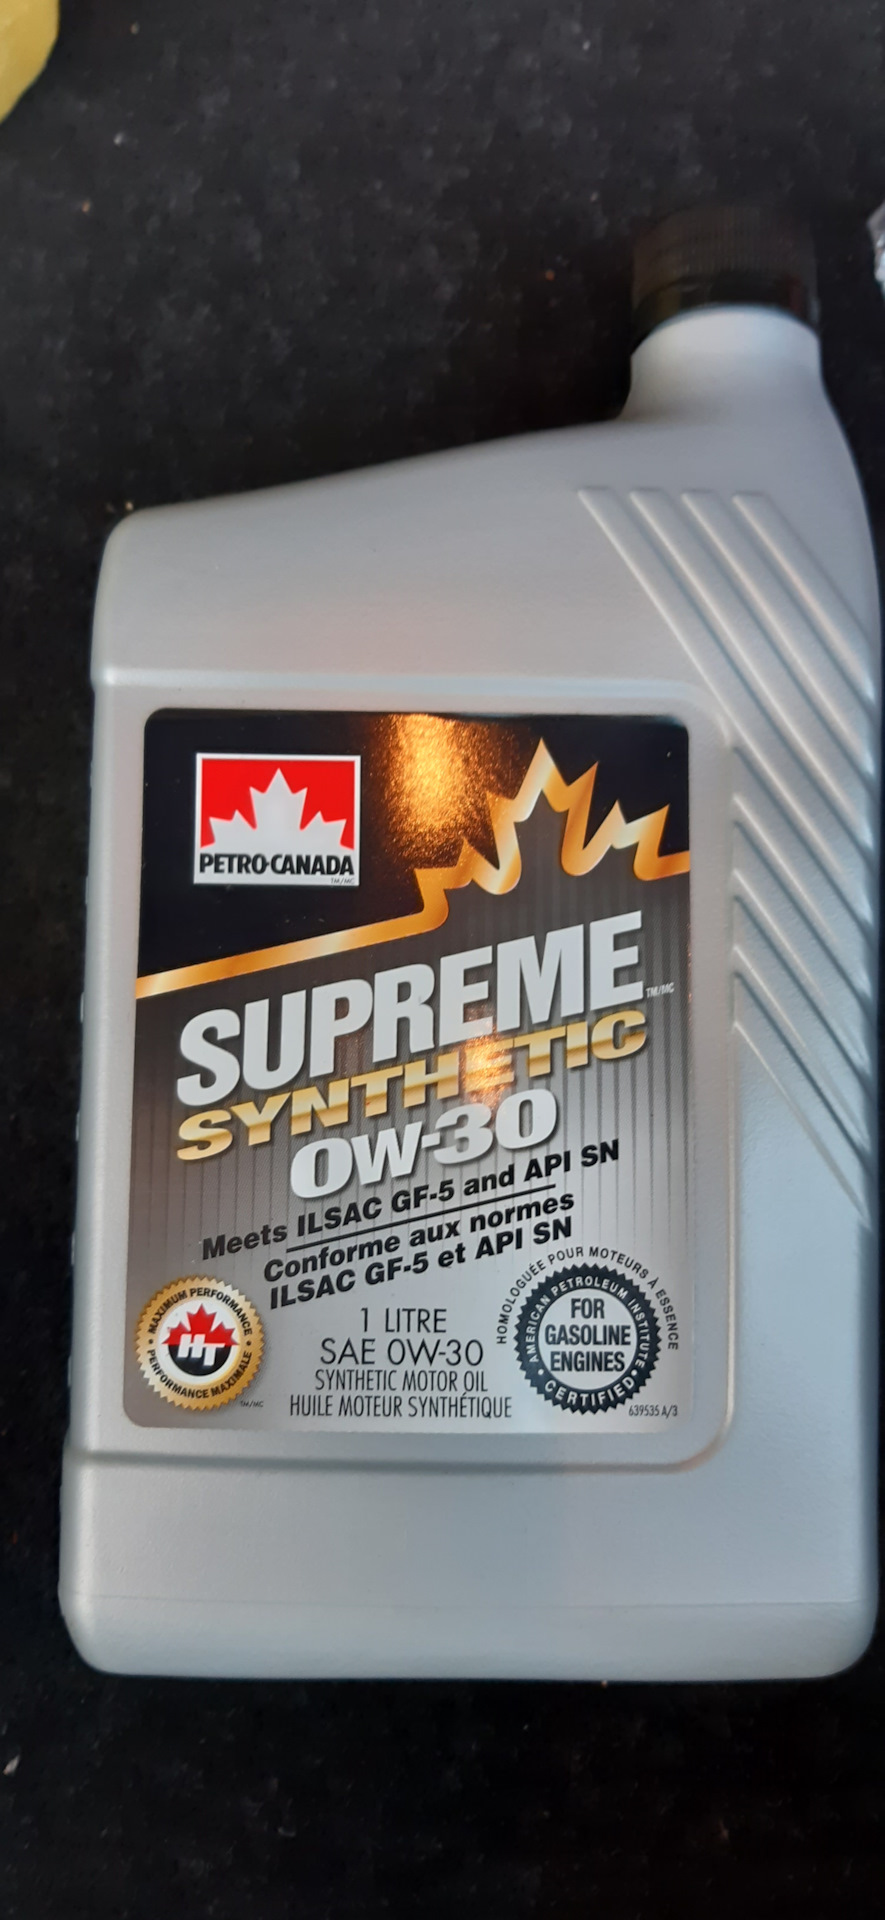 PETRO-CANADA
TM/MC
SUPREME TM/MC
SYNTHETIC
0W-30
Meets ILSAC GF-5 and API SN
Conforme aux normes
ILSAC GF-5 et API SN
MAXIMUM PERFORMANCE
HT
PERFORMANCE MAXIMALE
TM/MC
1 LITRE
SAE 0W-30
SYNTHETIC MOTOR OIL
HUILE MOTEUR SYNTHÉTIQUE
HOMOLOGUÉE POUR MOTEURS À ESSENCE
AMERICAN PETROLEUM INSTITUTE
FOR
GASOLINE
ENGINES
CERTIFIED
639535 A/3